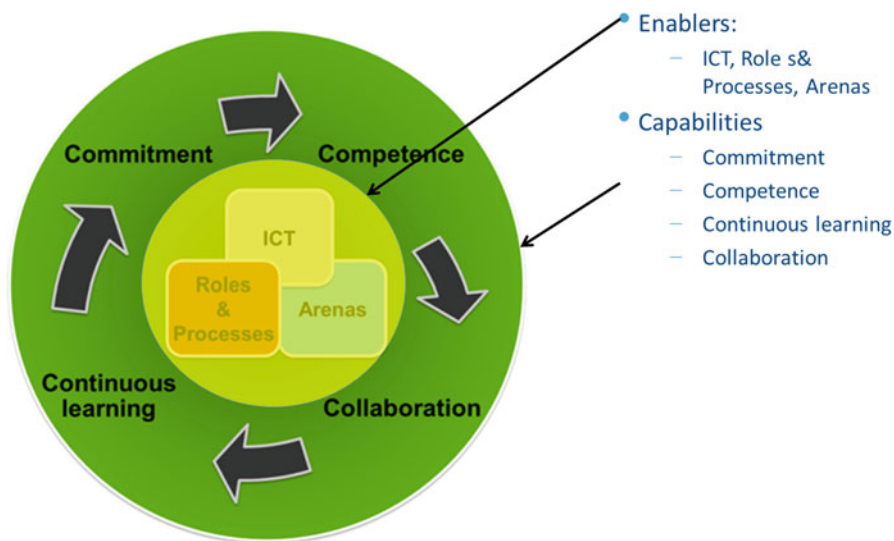 Commitment
Competence
ICT
Roles
&
Processes
Arenas
Continuous
learning
Collaboration
• Enablers:
– ICT, Role s&
Processes, Arenas
• Capabilities
– Commitment
– Competence
– Continuous learning
– Collaboration